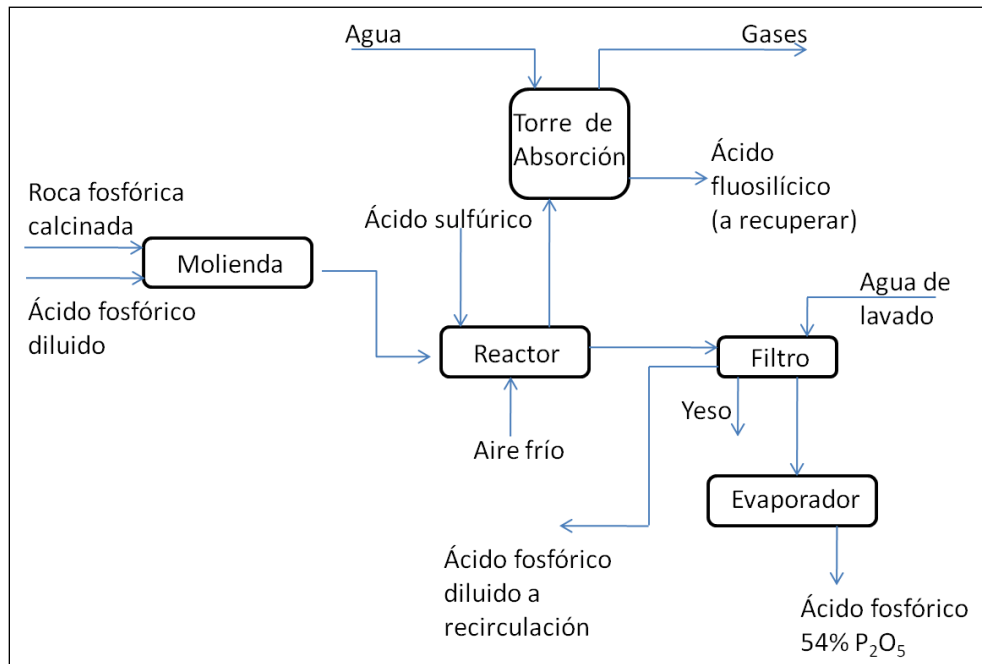 Agua
Gases
Torre de
Absorción
Ácido
fluosilícico
(a recuperar)
Roca fosfórica
calcinada
Ácido sulfúrico
Molienda
Agua de
lavado
Ácido fosfórico
diluido
Reactor
Filtro
Yeso
Aire frío
Evaporador
Ácido fosfórico
diluido a
recirculación
Ácido fosfórico
54% P₂O₅